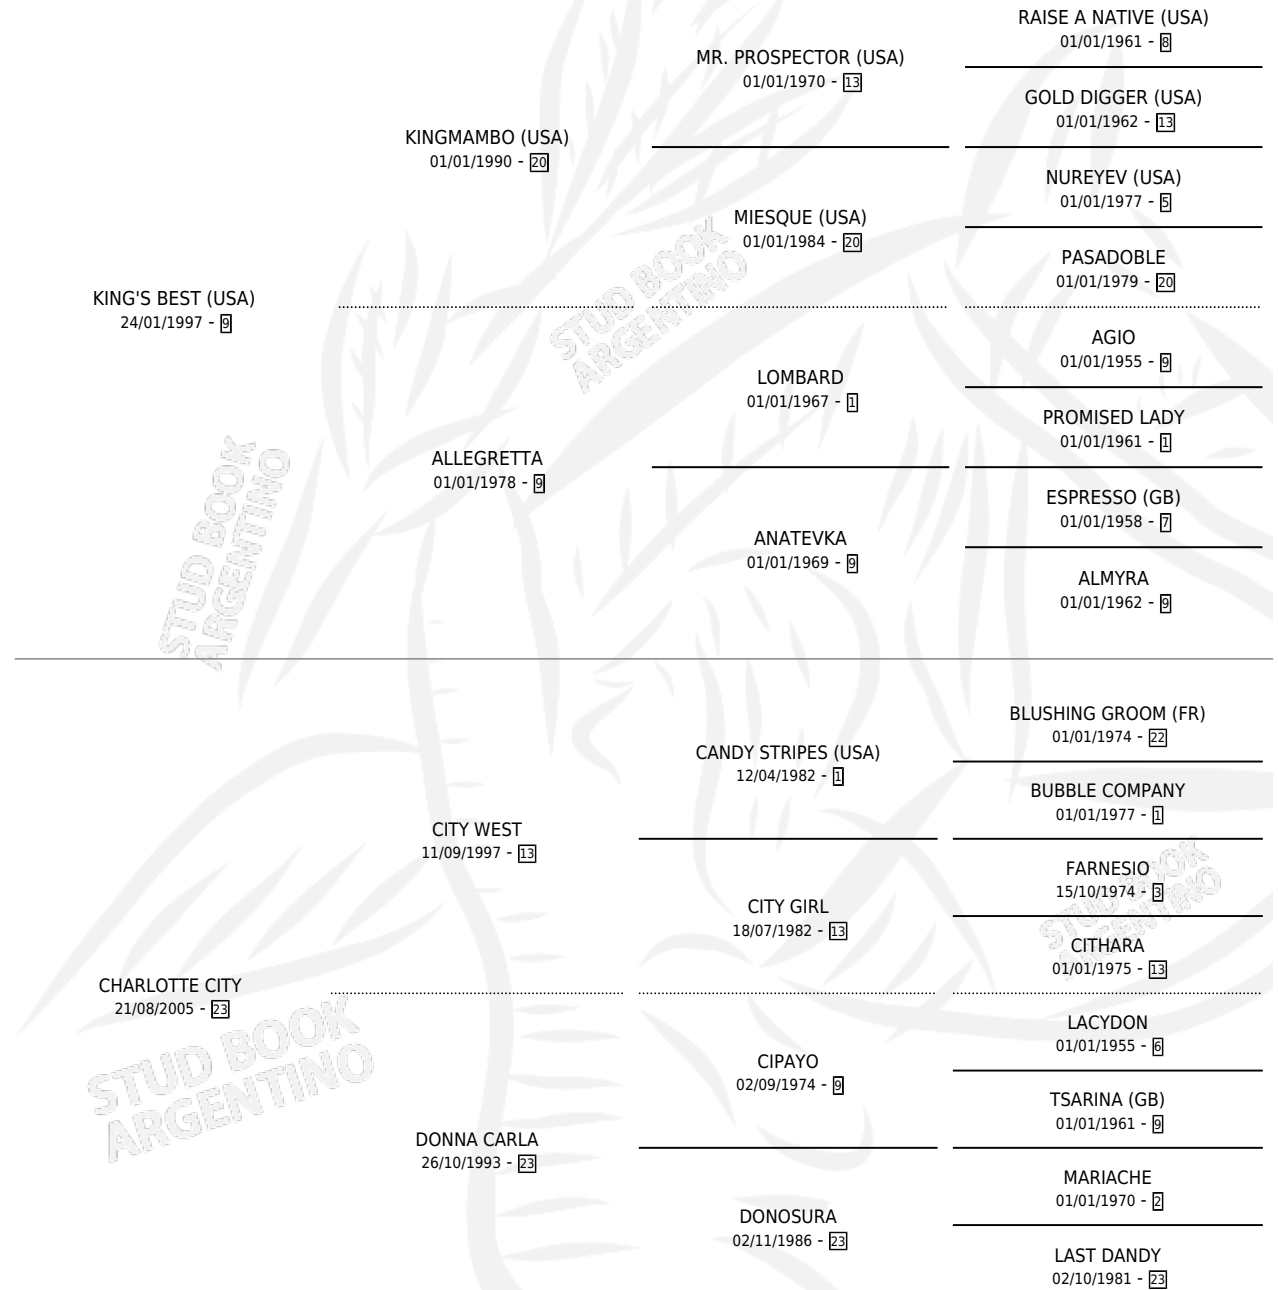 RAISE A NATIVE (USA)
01/01/1961 - 8
MR. PROSPECTOR (USA)
01/01/1970 - 13
GOLD DIGGER (USA)
01/01/1962 - 13
KINGMAMBO (USA)
01/01/1990 - 20
NUREYEV (USA)
01/01/1977 - 5
MIESQUE (USA)
01/01/1984 - 20
PASADOBLE
01/01/1979 - 20
KING'S BEST (USA)
24/01/1997 - 9
AGIO
01/01/1955 - 9
LOMBARD
01/01/1967 - 1
PROMISED LADY
01/01/1961 - 1
ALLEGRETTA
01/01/1978 - 9
ESPRESSO (GB)
01/01/1958 - 7
ANATEVKA
01/01/1969 - 9
ALMYRA
01/01/1962 - 9
BLUSHING GROOM (FR)
01/01/1974 - 22
CANDY STRIPES (USA)
12/04/1982 - 1
BUBBLE COMPANY
01/01/1977 - 1
CITY WEST
11/09/1997 - 13
FARNESIO
15/10/1974 - 3
CITY GIRL
18/07/1982 - 13
CITHARA
01/01/1975 - 13
CHARLOTTE CITY
21/08/2005 - 23
LACYDON
01/01/1955 - 6
CIPAYO
02/09/1974 - 9
TSARINA (GB)
01/01/1961 - 9
DONNA CARLA
26/10/1993 - 23
MARIACHE
01/01/1970 - 2
DONOSURA
02/11/1986 - 23
LAST DANDY
02/10/1981 - 23
STUD BOOK
ARGENTINO
STUD BOOK
ARGENTINO
STUD BOOK
ARGENTINO
STUD BOOK
ARGENTINO